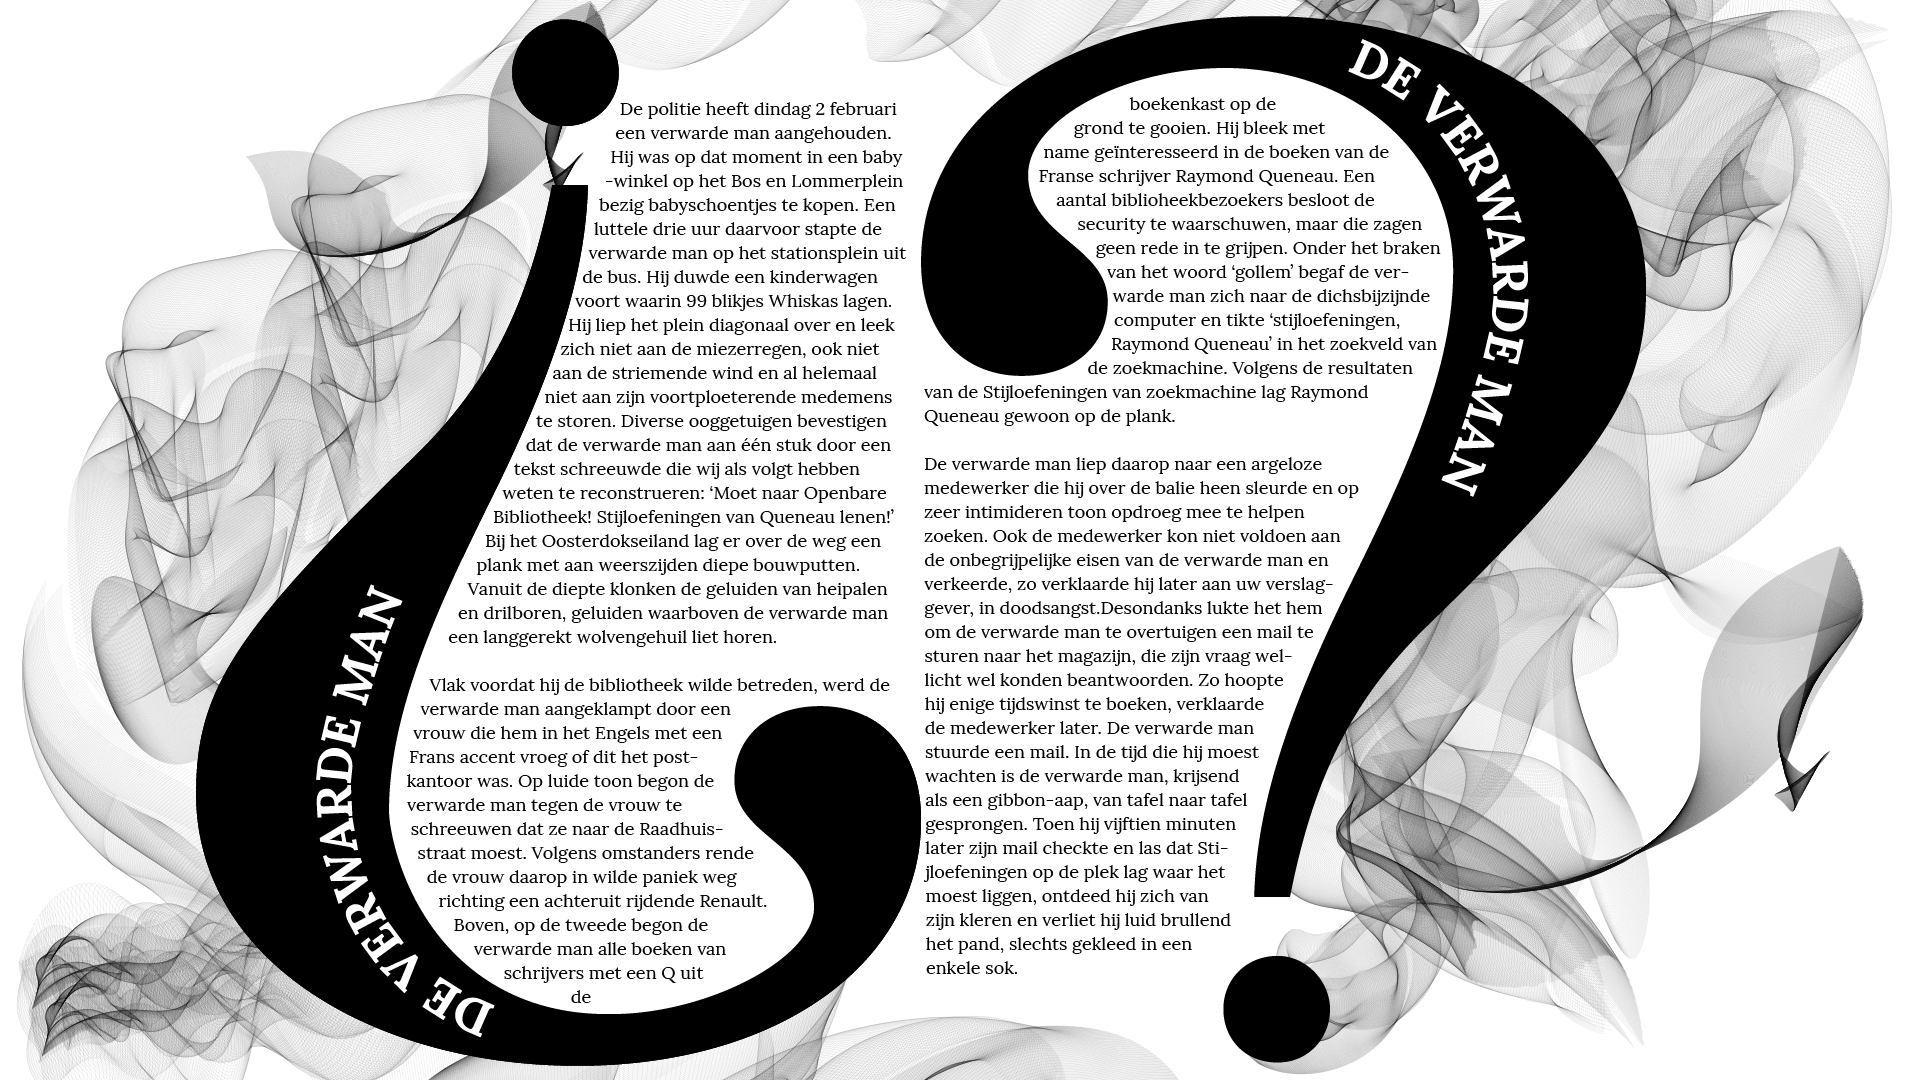 DE VERWARDE MAN
De politie heeft dindag 2 februari
een verwarde man aangehouden.
Hij was op dat moment in een baby
-winkel op het Bos en Lommerplein
bezig babyschoentjes te kopen. Een
luttele drie uur daarvoor stapte de
verwarde man op het stationsplein uit
de bus. Hij duwde een kinderwagen
voort waarin 99 blikjes Whiskas lagen.
Hij liep het plein diagonaal over en leek
zich niet aan de miezerregen, ook niet
aan de striemende wind en al helemaal
niet aan zijn voortploeterende medemens
te storen. Diverse ooggetuigen bevestigen
dat de verwarde man aan één stuk door een
tekst schreeuwde die wij als volgt hebben
weten te reconstrueren: ‘Moet naar Openbare
Bibliotheek! Stijloefeningen van Queneau lenen!’
Bij het Oosterdokseiland lag er over de weg een
plank met aan weerszijden diepe bouwputten.
Vanuit de diepte klonken de geluiden van heipalen
en drilboren, geluiden waarboven de verwarde man
een langgerekt wolvengehuil liet horen.
Vlak voordat hij de bibliotheek wilde betreden, werd de
verwarde man aangeklampt door een
vrouw die hem in het Engels met een
Frans accent vroeg of dit het post-
kantoor was. Op luide toon begon de
verwarde man tegen de vrouw te
schreeuwen dat ze naar de Raadhuis-
straat moest. Volgens omstanders rende
de vrouw daarop in wilde paniek weg
richting een achteruit rijdende Renault.
Boven, op de tweede begon de
verwarde man alle boeken van
schrijvers met een Q uit
de
boekenkast op de
grond te gooien. Hij bleek met
name geïnteresseerd in de boeken van de
Franse schrijver Raymond Queneau. Een
aantal biblioheekbezoekers besloot de
security te waarschuwen, maar die zagen
geen rede in te grijpen. Onder het braken
van het woord ‘gollem’ begaf de ver-
warde man zich naar de dichsbijzijnde
computer en tikte ‘stijloefeningen,
Raymond Queneau’ in het zoekveld van
de zoekmachine. Volgens de resultaten
van de Stijloefeningen van zoekmachine lag Raymond
Queneau gewoon op de plank.
De verwarde man liep daarop naar een argeloze
medewerker die hij over de balie heen sleurde en op
zeer intimideren toon opdroeg mee te helpen
zoeken. Ook de medewerker kon niet voldoen aan
de onbegrijpelijke eisen van de verwarde man en
verkeerde, zo verklaarde hij later aan uw verslag-
gever, in doodsangst.Desondanks lukte het hem
om de verwarde man te overtuigen een mail te
sturen naar het magazijn, die zijn vraag wel-
licht wel konden beantwoorden. Zo hoopte
hij enige tijdswinst te boeken, verklaarde
de medewerker later. De verwarde man
stuurde een mail. In de tijd die hij moest
wachten is de verwarde man, krijsend
als een gibbon-aap, van tafel naar tafel
gesprongen. Toen hij vijftien minuten
later zijn mail checkte en las dat Sti-
jloefeningen op de plek lag waar het
moest liggen, ontdeed hij zich van
zijn kleren en verliet hij luid brullend
het pand, slechts gekleed in een
enkele sok.
DE VERWARDE MAN